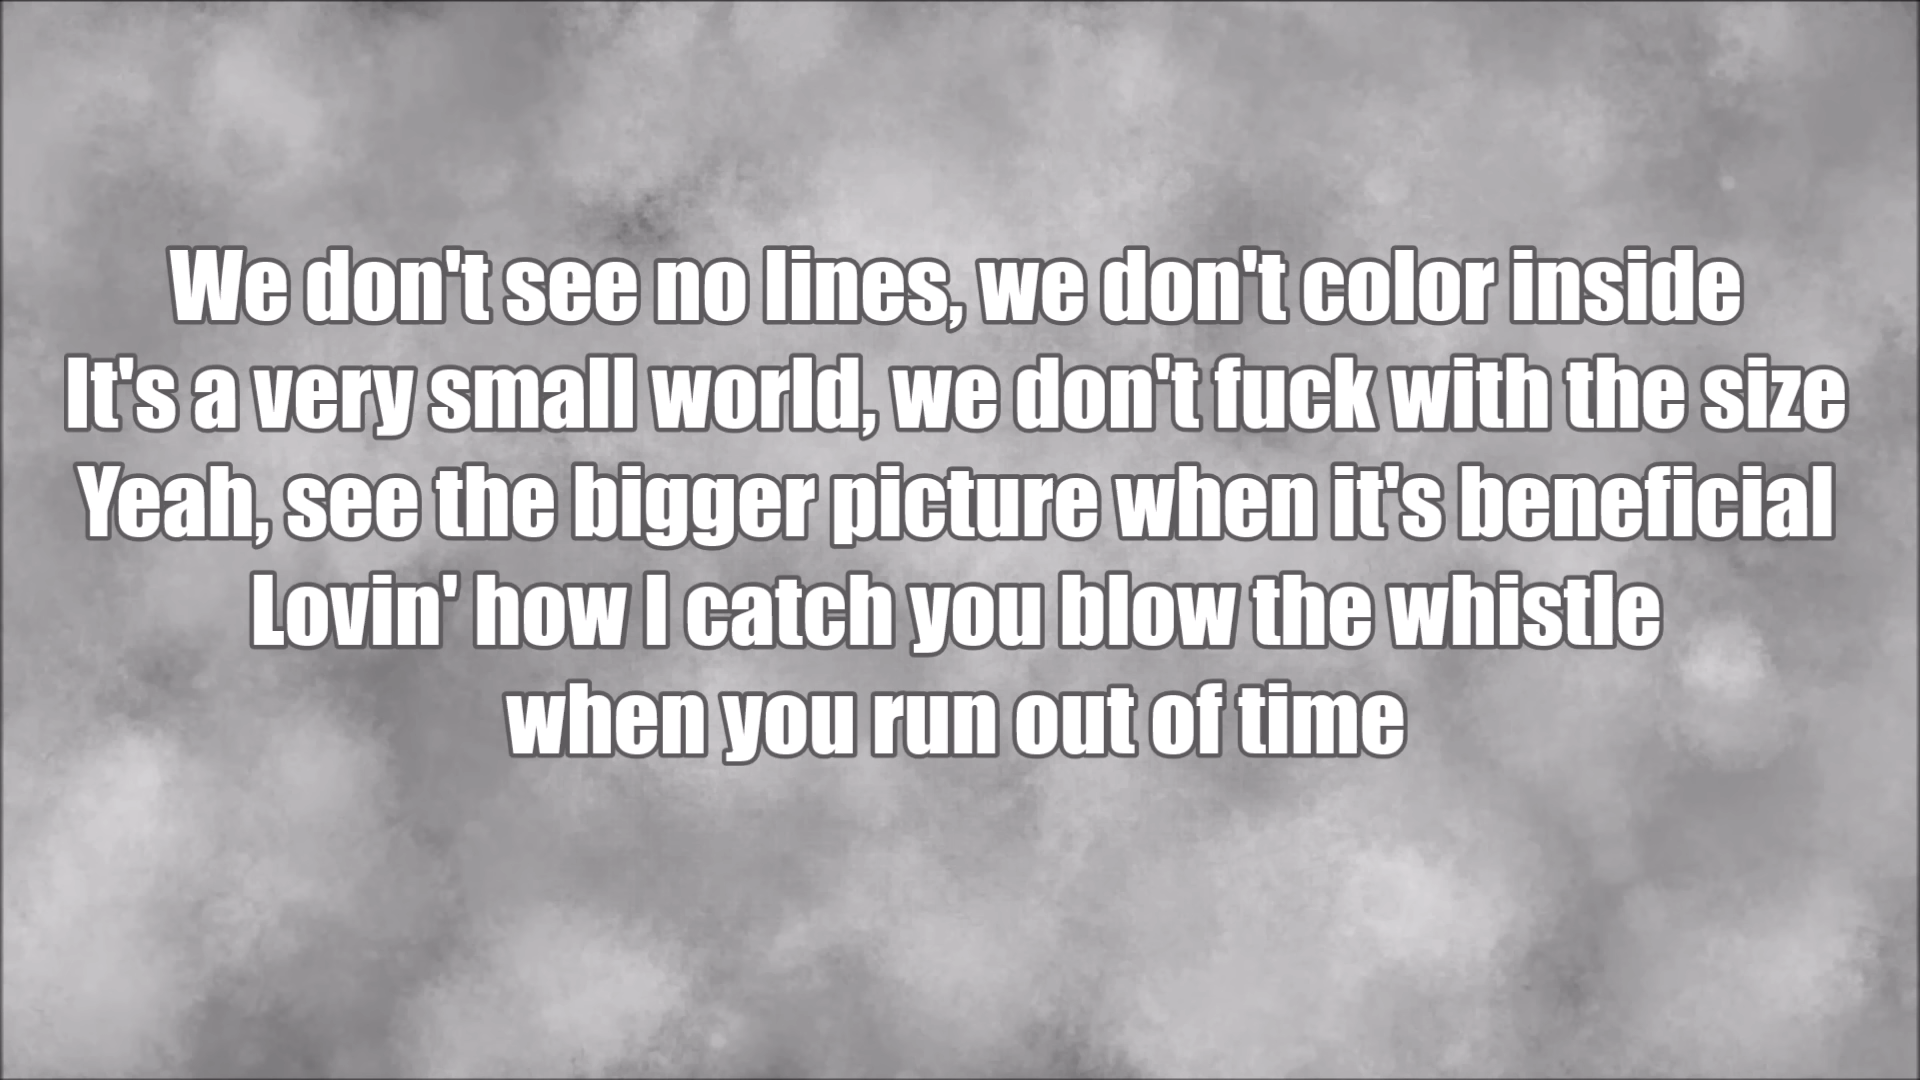 We don't see no lines, we don't color inside
It's a very small world, we don't fuck with the size
Yeah, see the bigger picture when it's beneficial
Lovin' how I catch you blow the whistle
when you run out of time